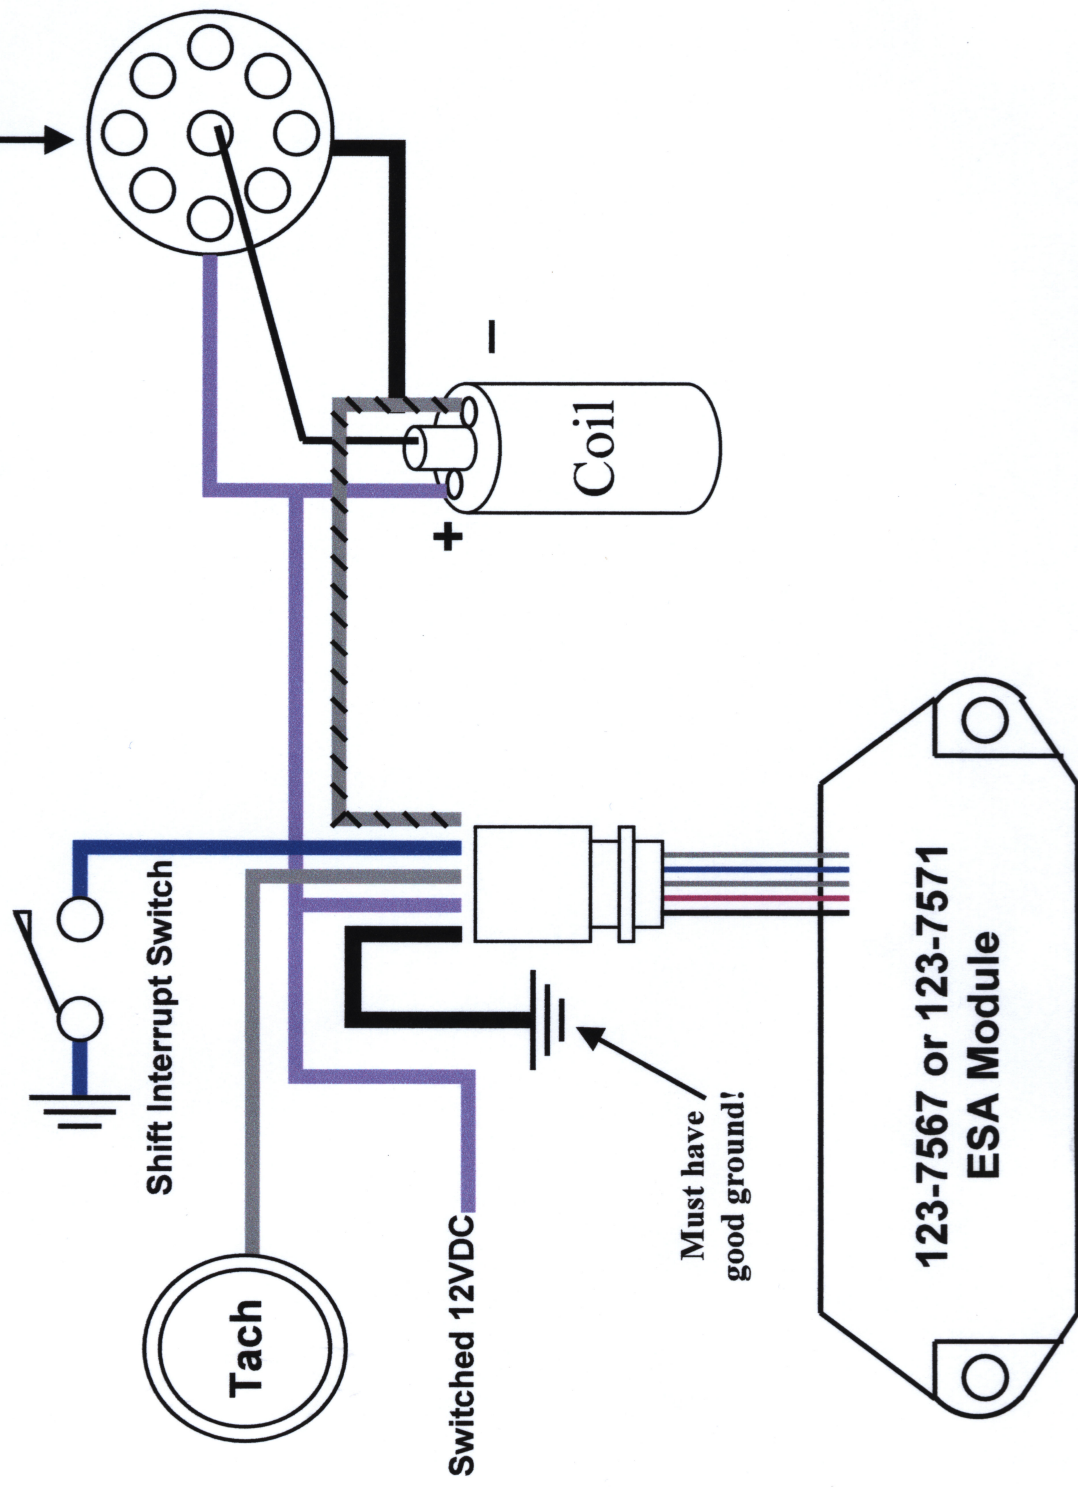 Coil
+
–
Shift Interrupt Switch
Tach
Switched 12VDC
Must have
good ground!
123-7567 or 123-7571
ESA Module